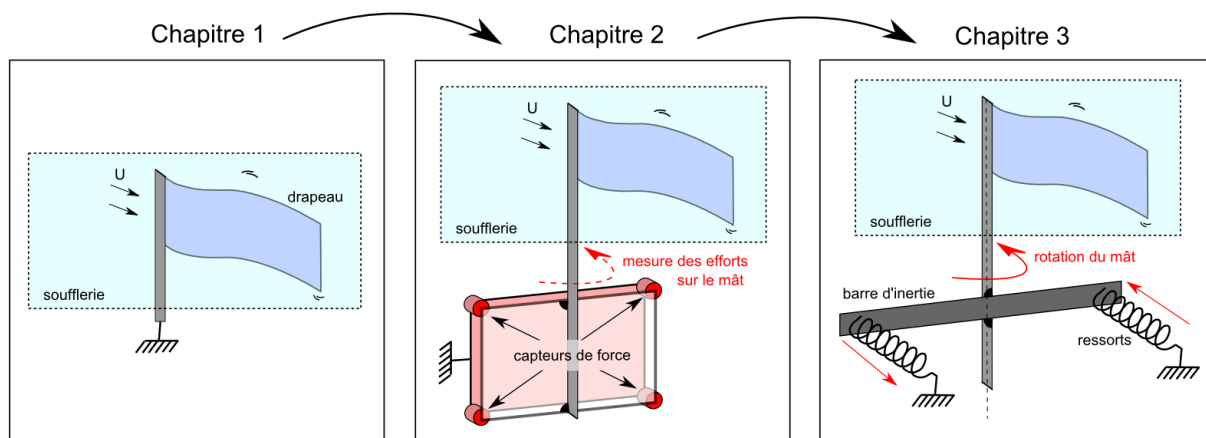 Chapitre 1
Chapitre 2
Chapitre 3
U
drapeau
soufflerie
U
soufflerie
mesure des efforts
sur le mât
capteurs de force
U
soufflerie
rotation du mât
barre d'inertie
ressorts